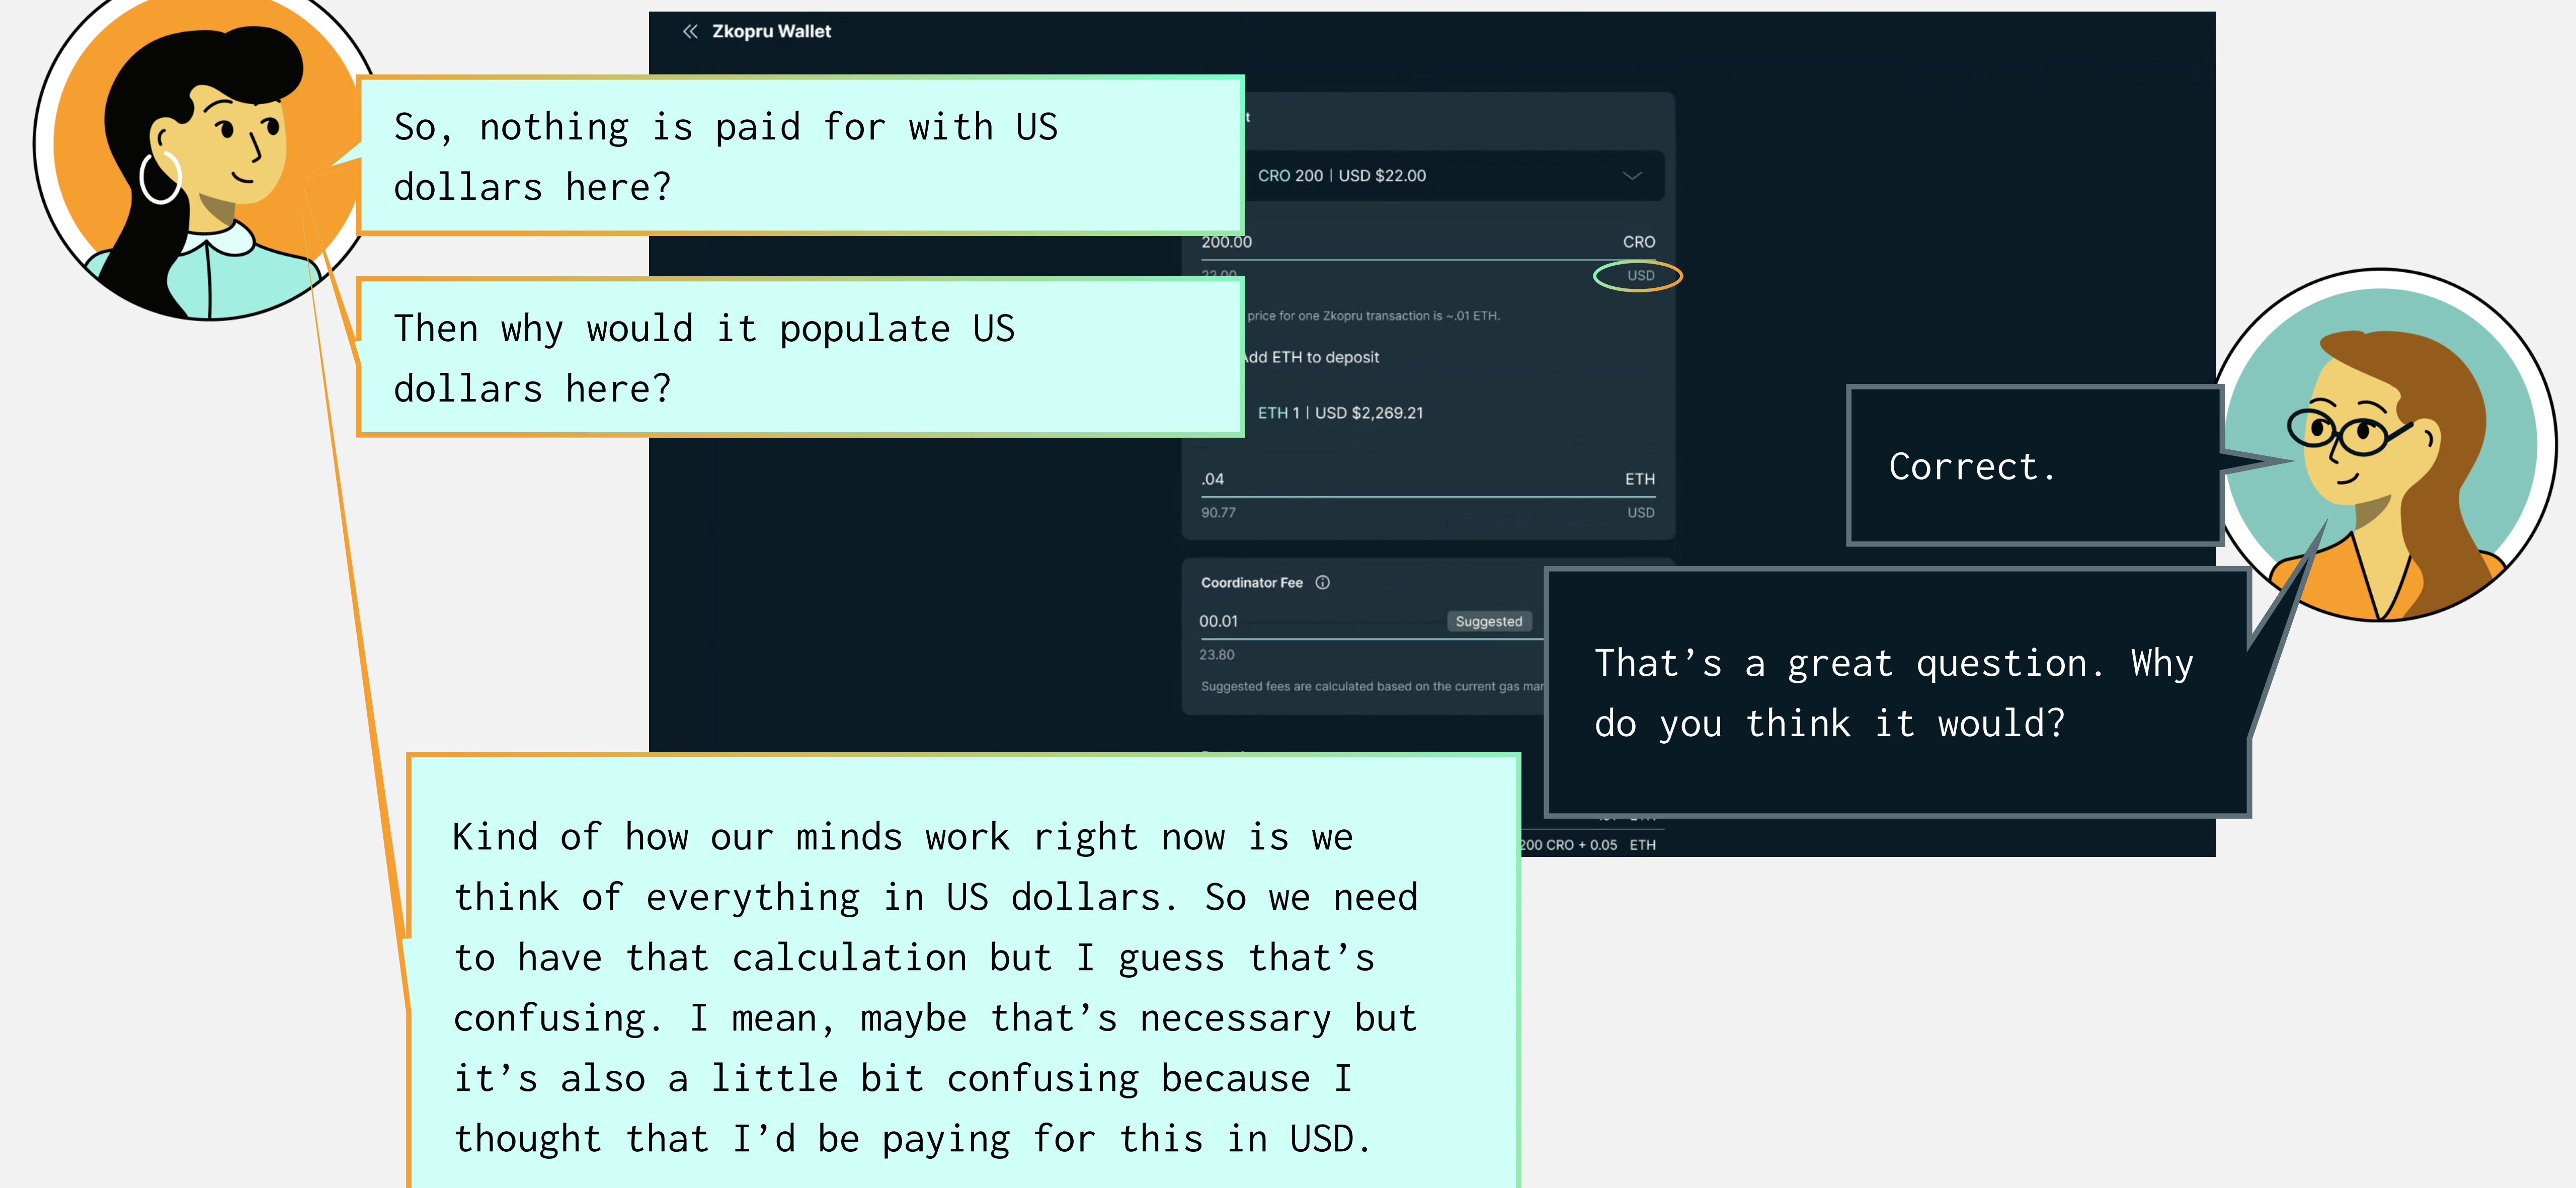 Zkopru Wallet
So, nothing is paid for with US
dollars here?
t
CRO 200 | USD $22.00
200.00 CRO
22.00 USD
Then why would it populate US
dollars here?
price for one Zkopru transaction is ~.01 ETH.
Add ETH to deposit
ETH 1 | USD $2,269.21
Correct.
.04 ETH
90.77 USD
Coordinator Fee
00.01 Suggested
23.80
Suggested fees are calculated based on the current gas mar
That’s a great question. Why
do you think it would?
200 CRO + 0.05 ETH
Kind of how our minds work right now is we
think of everything in US dollars. So we need
to have that calculation but I guess that’s
confusing. I mean, maybe that’s necessary but
it’s also a little bit confusing because I
thought that I’d be paying for this in USD.